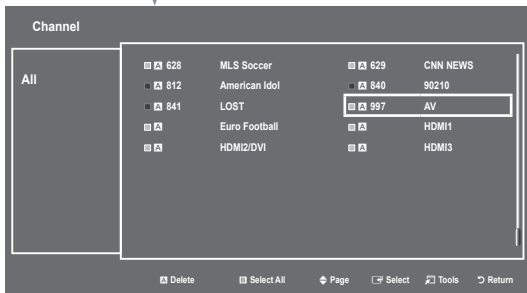 Channel
All
A 628 MLS Soccer A 629 CNN NEWS
A 812 American Idol A 840 90210
A 841 LOST A 997 AV
A Euro Football A HDMI1
A HDMI2/DVI A HDMI3
A Delete B Select All Page Select Tools Return